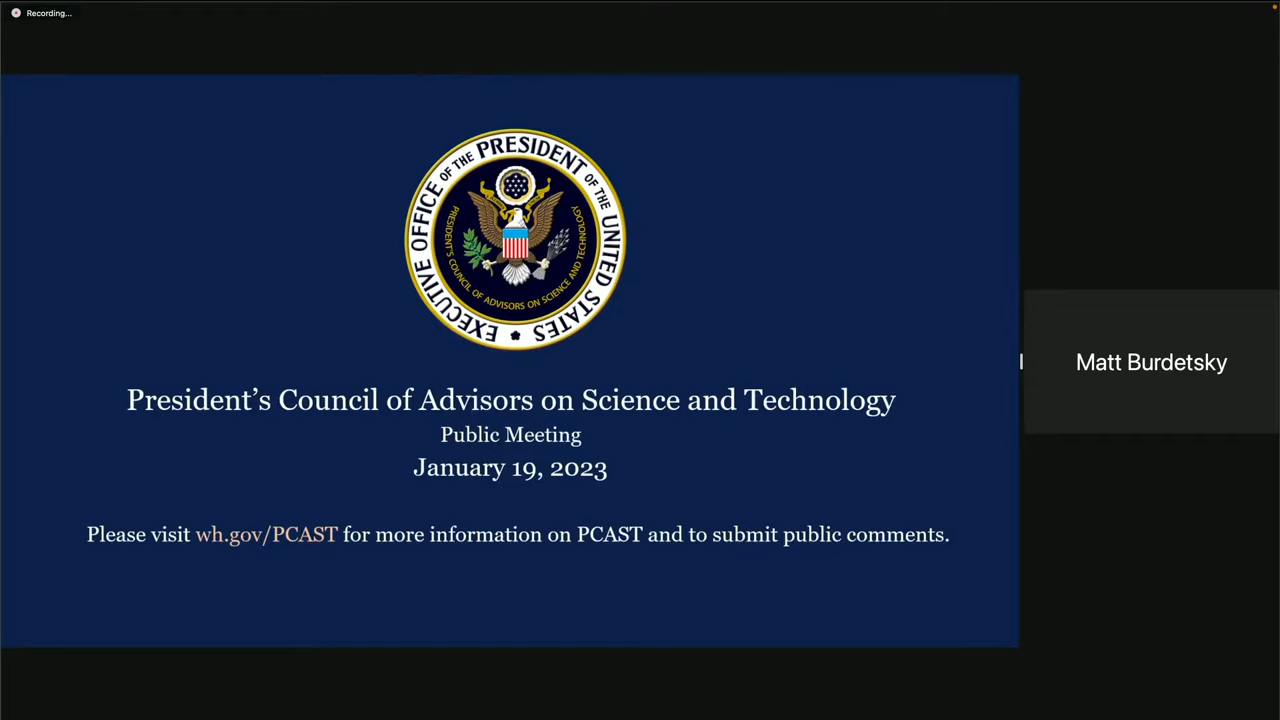 Recording...
EXECUTIVE OFFICE OF THE PRESIDENT OF THE UNITED STATES
PRESIDENT'S COUNCIL OF ADVISORS ON SCIENCE AND TECHNOLOGY
President’s Council of Advisors on Science and Technology
Public Meeting
January 19, 2023
Please visit wh.gov/PCAST for more information on PCAST and to submit public comments.
Matt Burdetsky